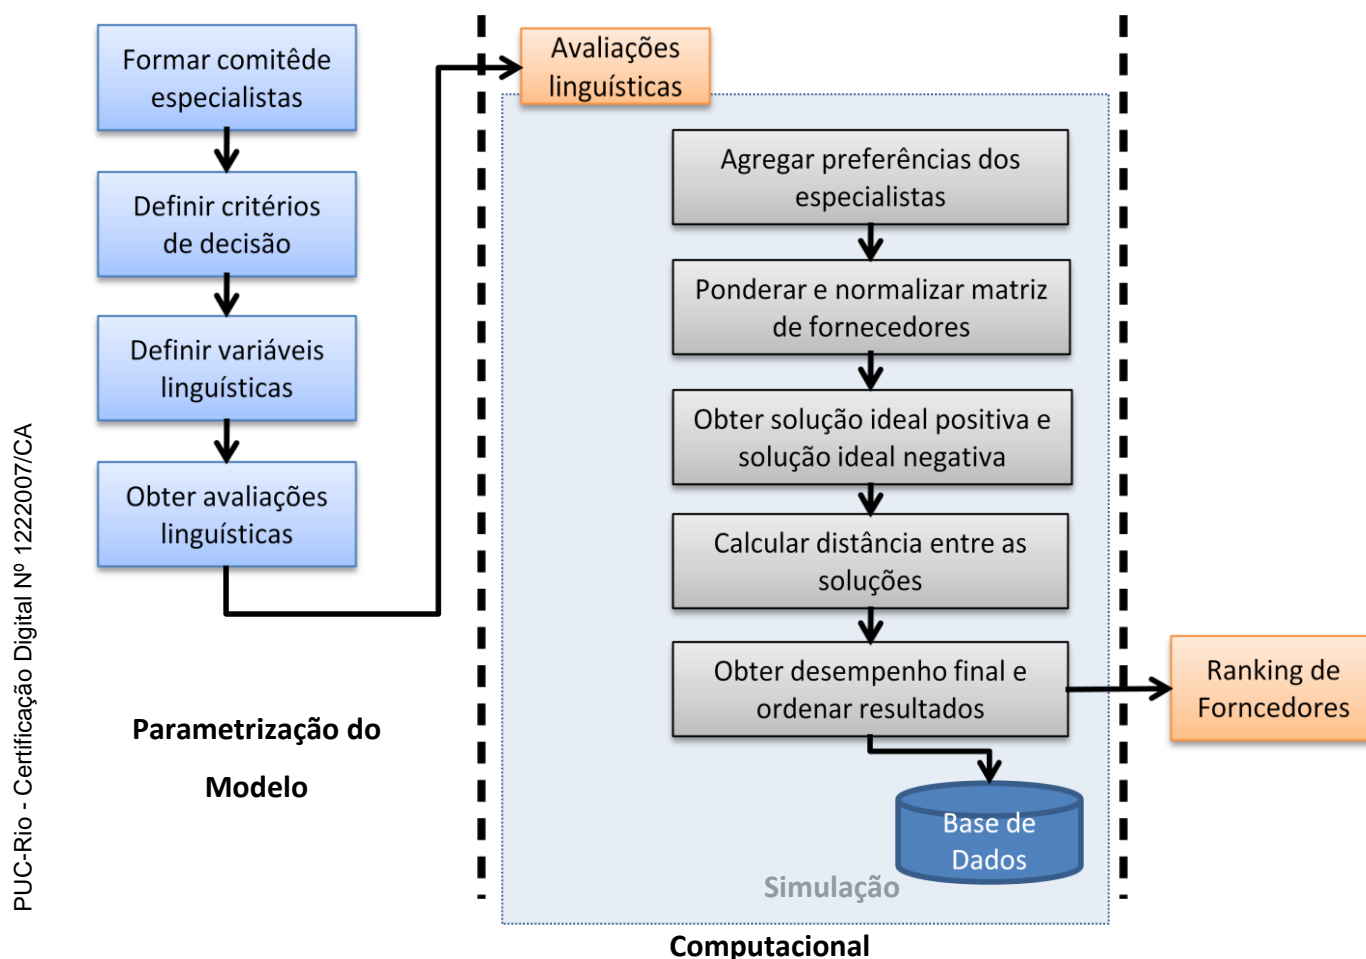 Formar comitêde
especialistas
Definir critérios
de decisão
Definir variáveis
linguísticas
Obter avaliações
linguísticas
Parametrização do
Modelo
Avaliações
linguísticas
Agregar preferências dos
especialistas
Ponderar e normalizar matriz
de fornecedores
Obter solução ideal positiva e
solução ideal negativa
Calcular distância entre as
soluções
Obter desempenho final e
ordenar resultados
Base de
Dados
Simulação
Computacional
Ranking de
Forncedores
PUC-Rio - Certificação Digital Nº 1222007/CA